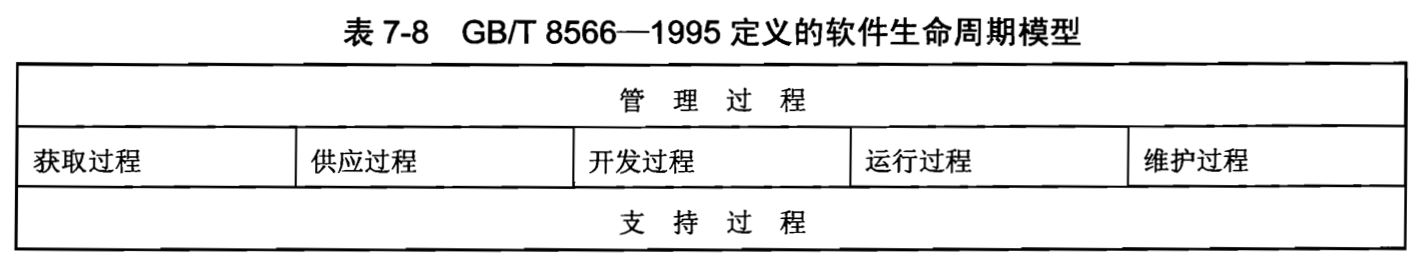 表 7-8 GB/T 8566—1995 定义的软件生命周期模型
管 理 过 程
获取过程 供应过程 开发过程 运行过程 维护过程
支 持 过 程